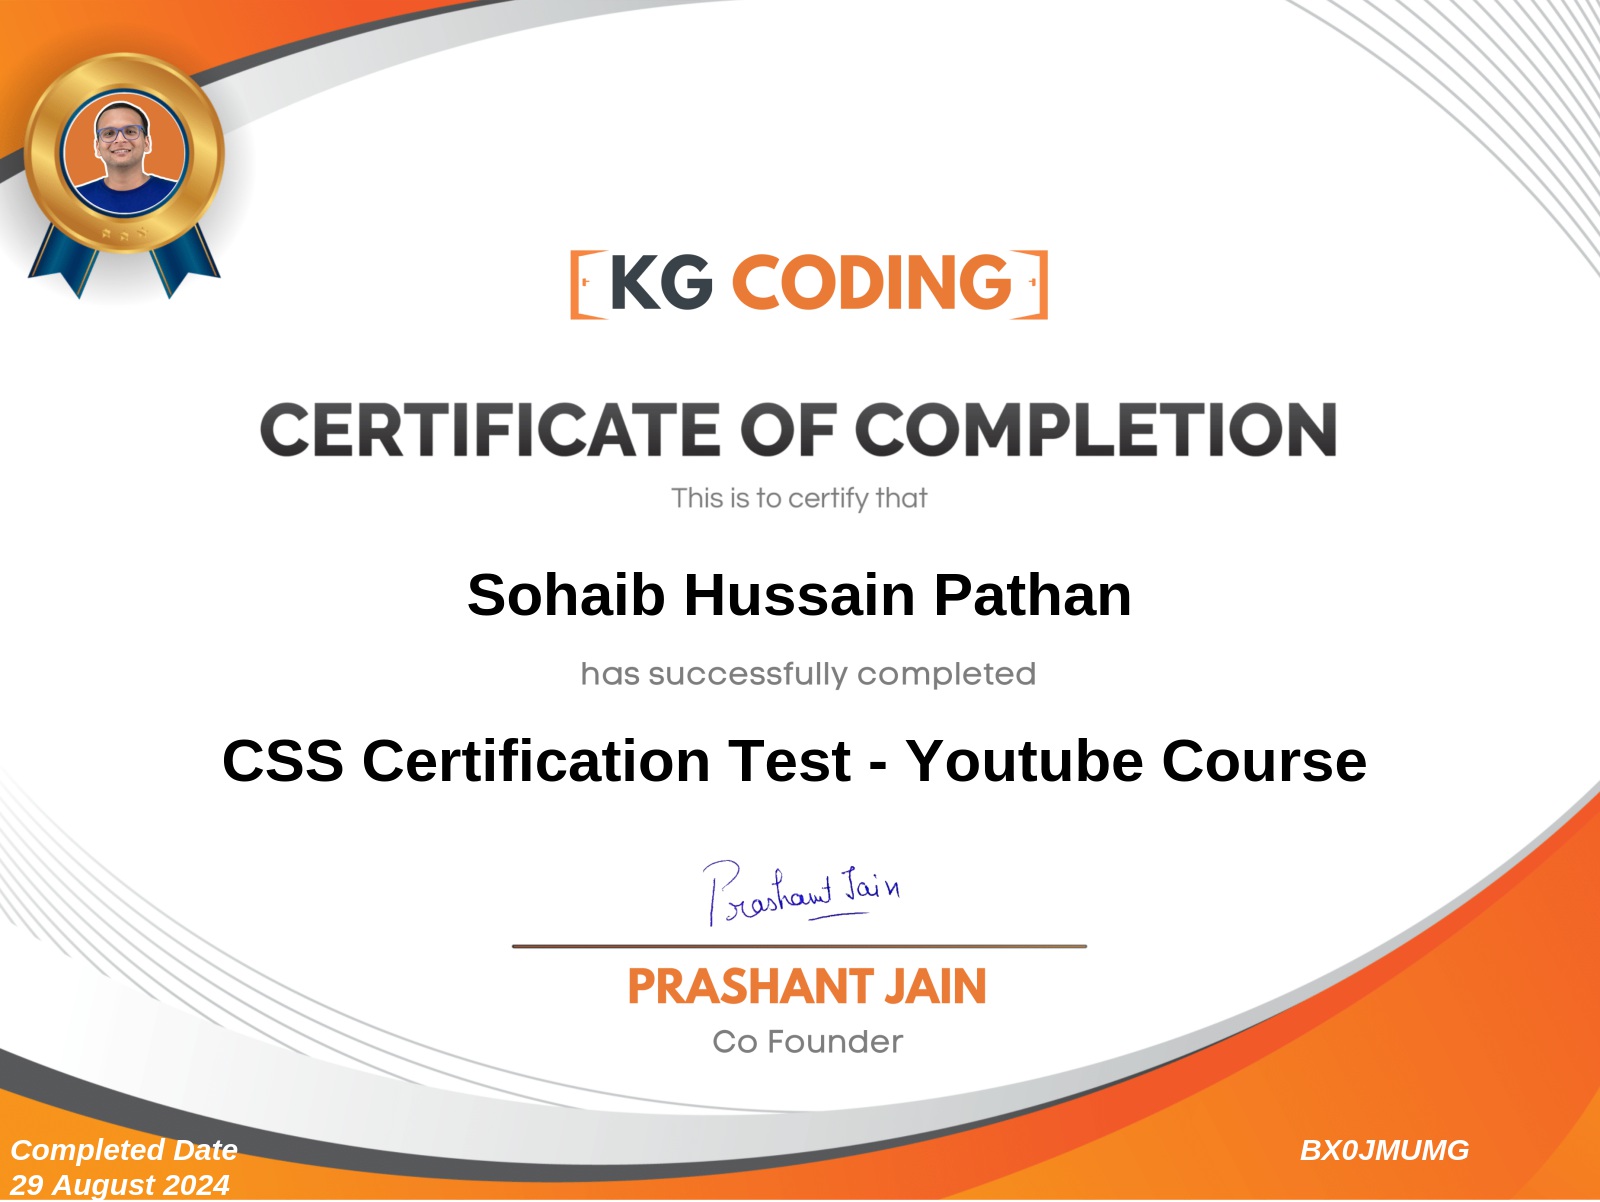 KG CODING
CERTIFICATE OF COMPLETION
This is to certify that
Sohaib Hussain Pathan
has successfully completed
CSS Certification Test - Youtube Course
Prashant Jain
PRASHANT JAIN
Co Founder
Completed Date
29 August 2024
BX0JMUMG